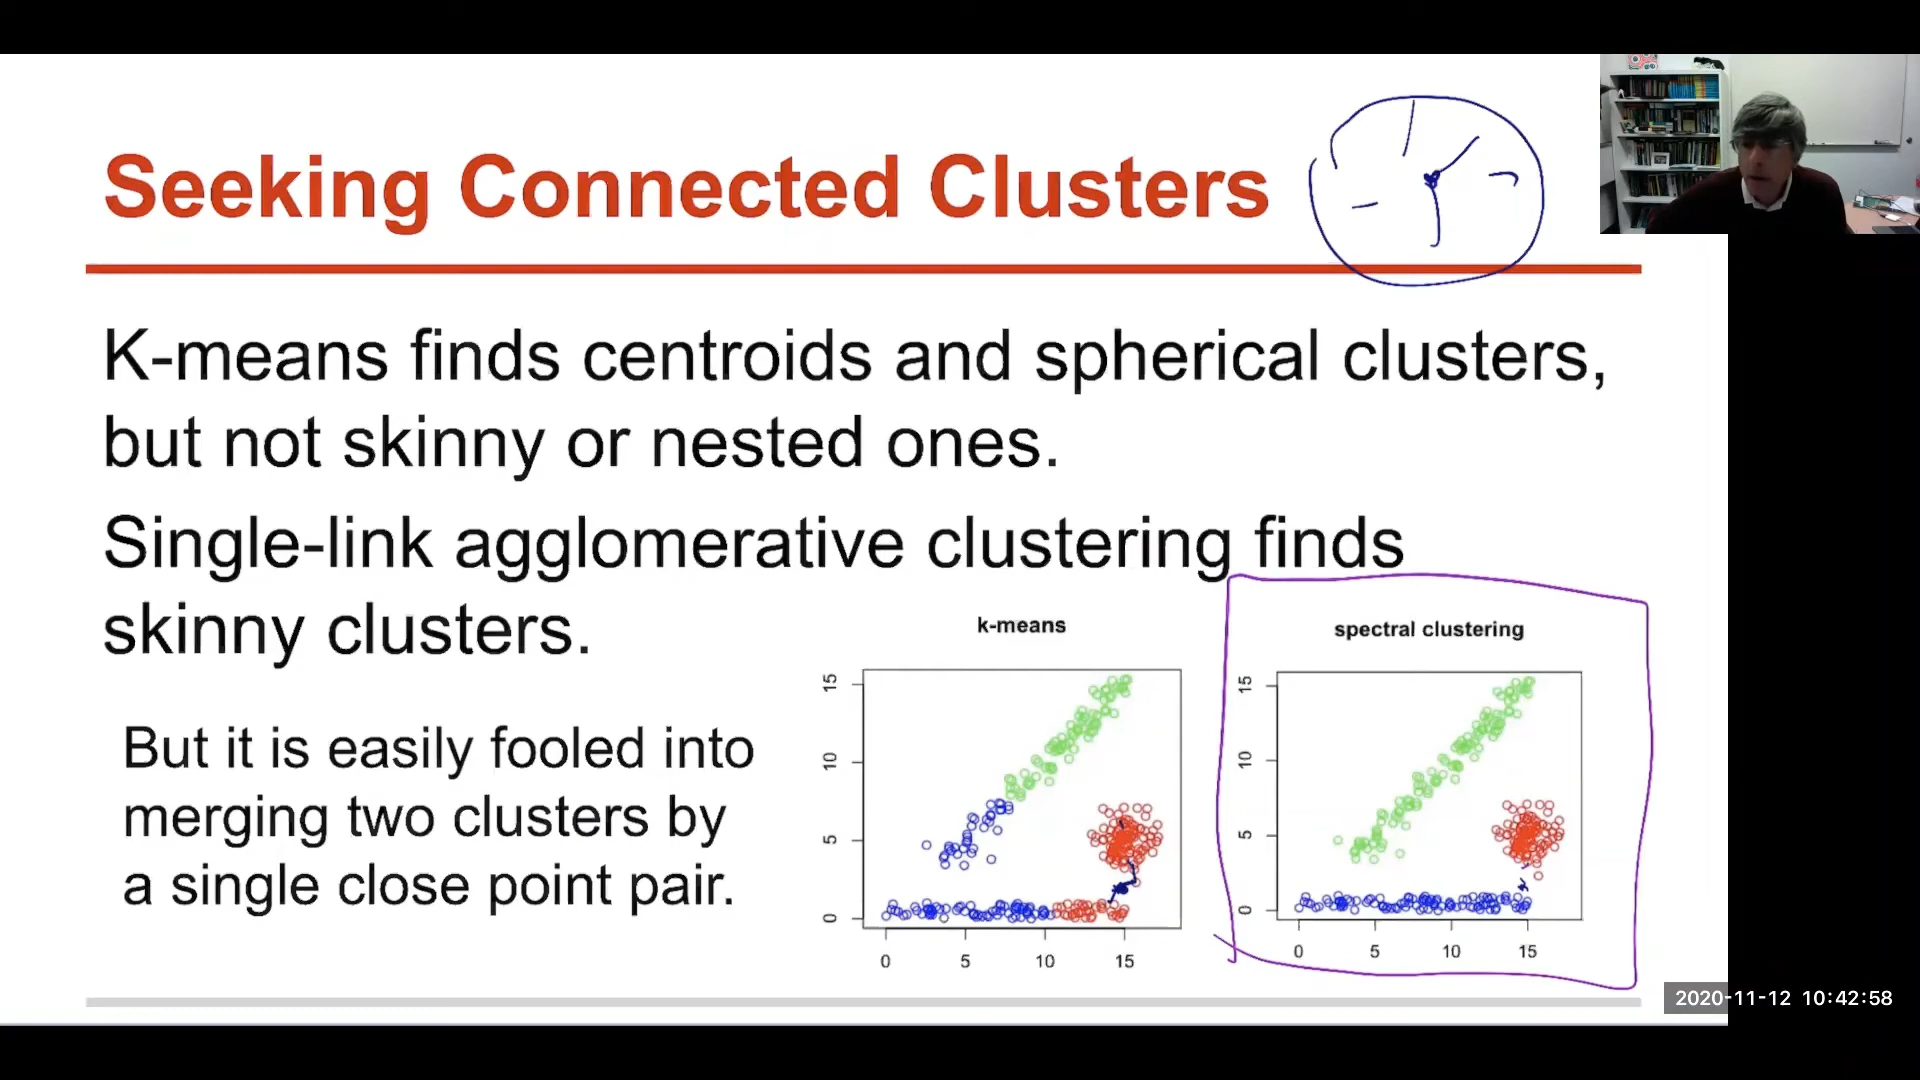 Seeking Connected Clusters
K-means finds centroids and spherical clusters,
but not skinny or nested ones.
Single-link agglomerative clustering finds
skinny clusters.
But it is easily fooled into
merging two clusters by
a single close point pair.
k-means
15
10
5
0
0 5 10 15
spectral clustering
15
10
5
0
0 5 10 15
2020-11-12 10:42:58